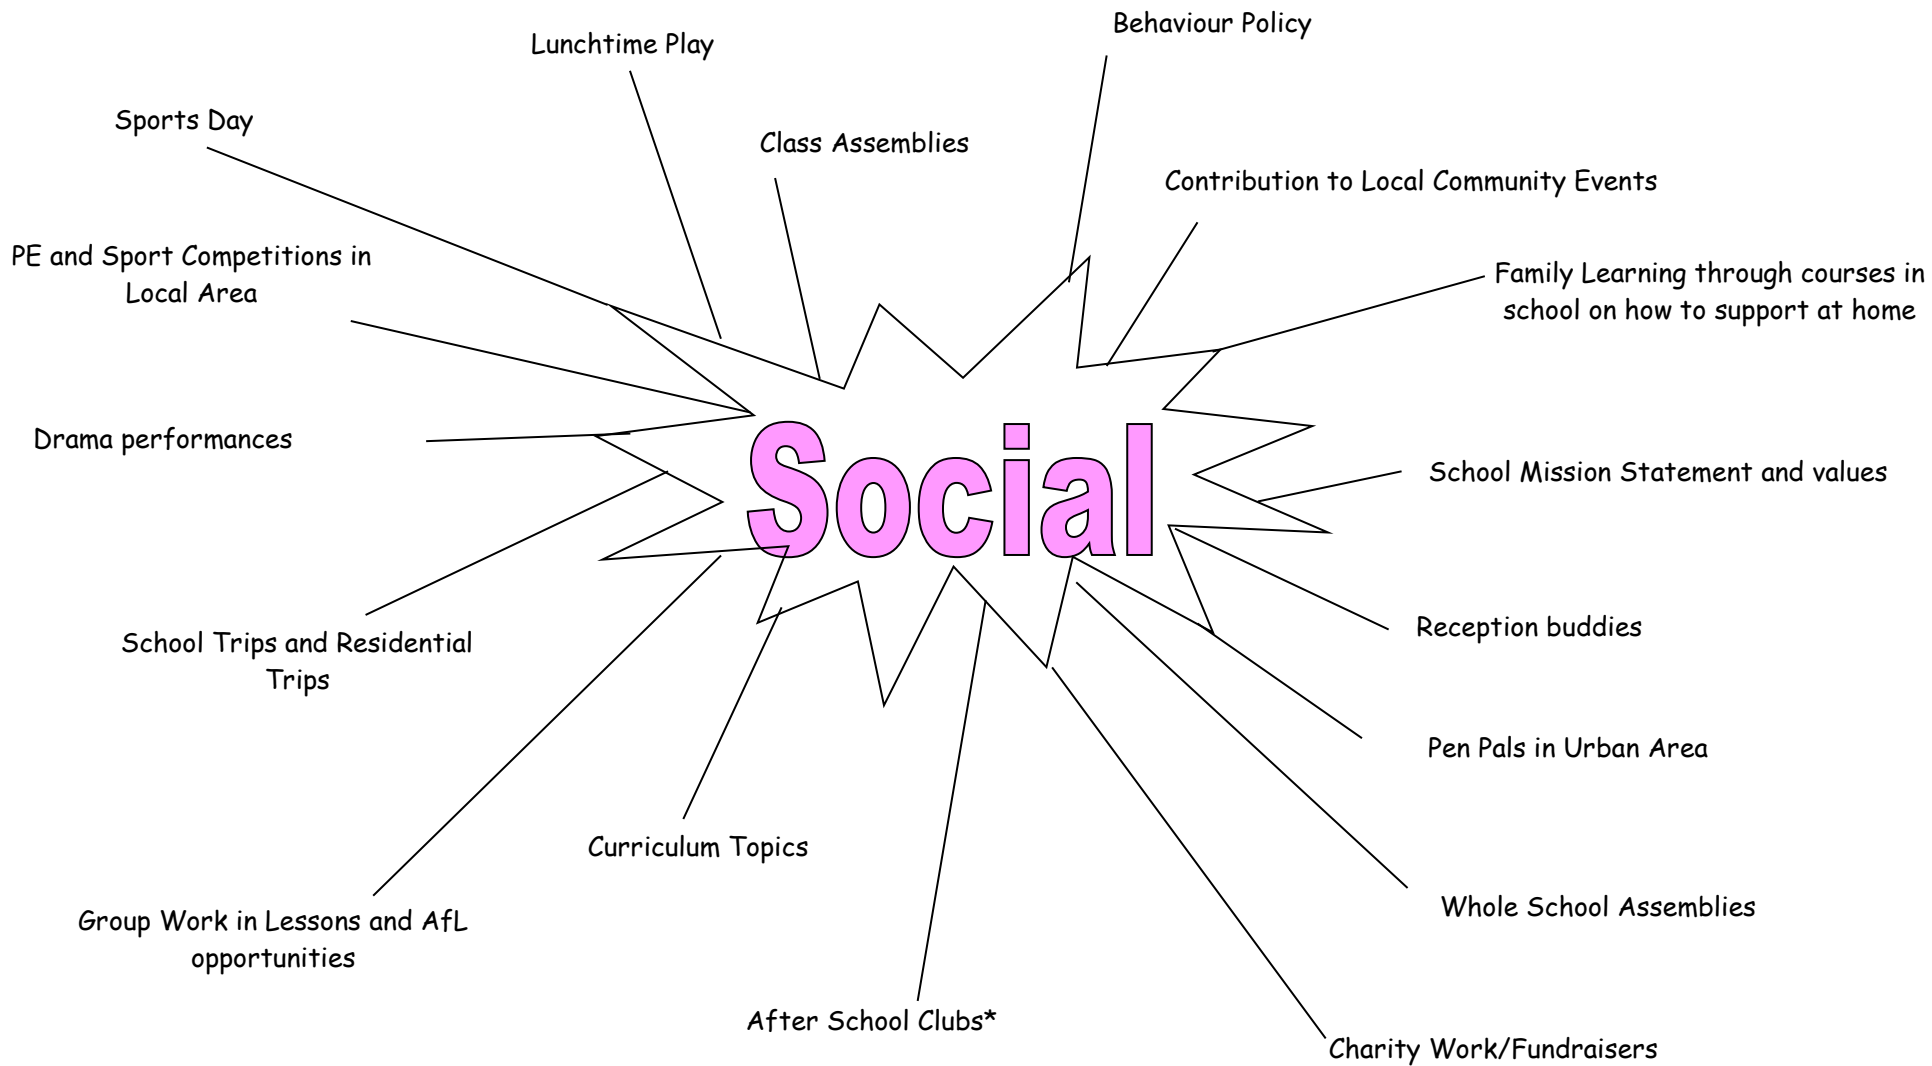 Behaviour Policy
Lunchtime Play
Sports Day
Class Assemblies
Contribution to Local Community Events
PE and Sport Competitions in
Local Area
Family Learning through courses in
school on how to support at home
Drama performances
Social
School Mission Statement and values
School Trips and Residential
Trips
Reception buddies
Pen Pals in Urban Area
Curriculum Topics
Group Work in Lessons and AfL
opportunities
Whole School Assemblies
After School Clubs*
Charity Work/Fundraisers